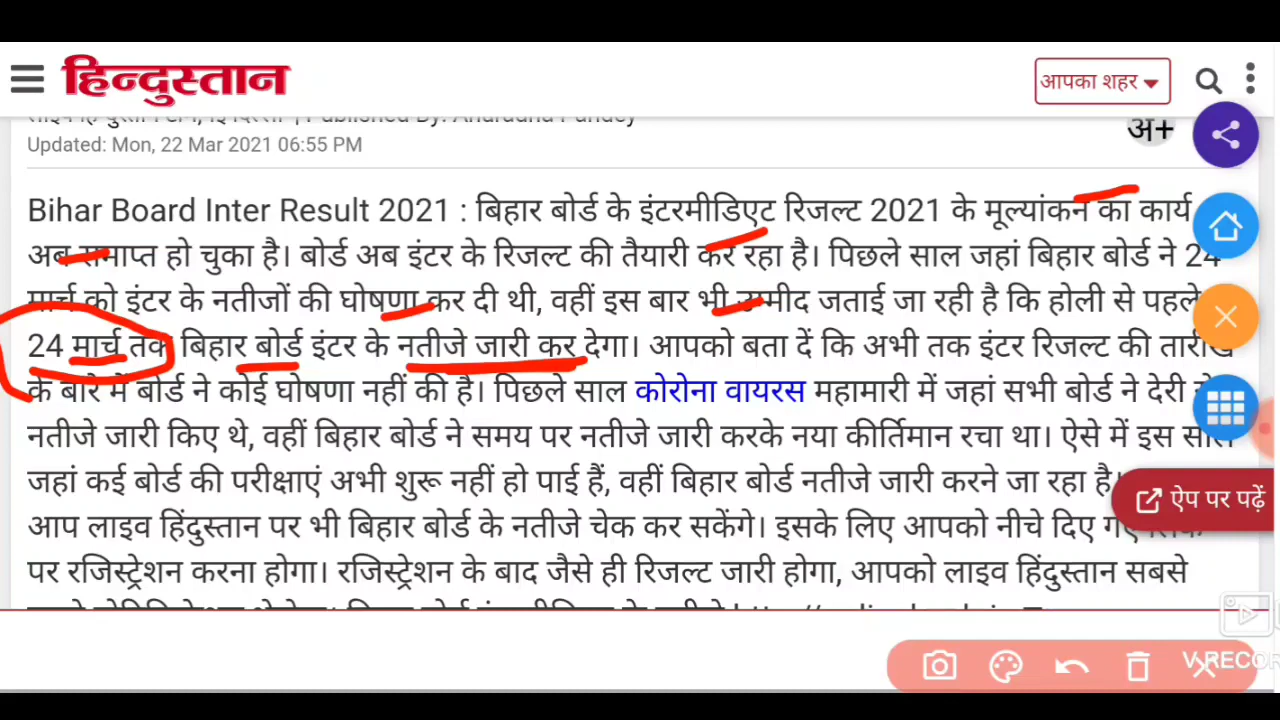 हिन्दुस्तान
आपका शहर
Published By: Anuradha Pandey
अ+
Updated: Mon, 22 Mar 2021 06:55 PM
Bihar Board Inter Result 2021 : बिहार बोर्ड के इंटरमीडिएट रिजल्ट 2021 के मूल्यांकन का कार्य
अब समाप्त हो चुका है। बोर्ड अब इंटर के रिजल्ट की तैयारी कर रहा है। पिछले साल जहां बिहार बोर्ड ने 24
मार्च को इंटर के नतीजों की घोषणा कर दी थी, वहीं इस बार भी उम्मीद जताई जा रही है कि होली से पहले
24 मार्च तक बिहार बोर्ड इंटर के नतीजे जारी कर देगा। आपको बता दें कि अभी तक इंटर रिजल्ट की तारीख
के बारे में बोर्ड ने कोई घोषणा नहीं की है। पिछले साल कोरोना वायरस महामारी में जहां सभी बोर्ड ने देरी से
नतीजे जारी किए थे, वहीं बिहार बोर्ड ने समय पर नतीजे जारी करके नया कीर्तिमान रचा था। ऐसे में इस साल
जहां कई बोर्ड की परीक्षाएं अभी शुरू नहीं हो पाई हैं, वहीं बिहार बोर्ड नतीजे जारी करने जा रहा है।
ऐप पर पढ़ें
आप लाइव हिंदुस्तान पर भी बिहार बोर्ड के नतीजे चेक कर सकेंगे। इसके लिए आपको नीचे दिए गए
पर रजिस्ट्रेशन करना होगा। रजिस्ट्रेशन के बाद जैसे ही रिजल्ट जारी होगा, आपको लाइव हिंदुस्तान सबसे
V RECOR